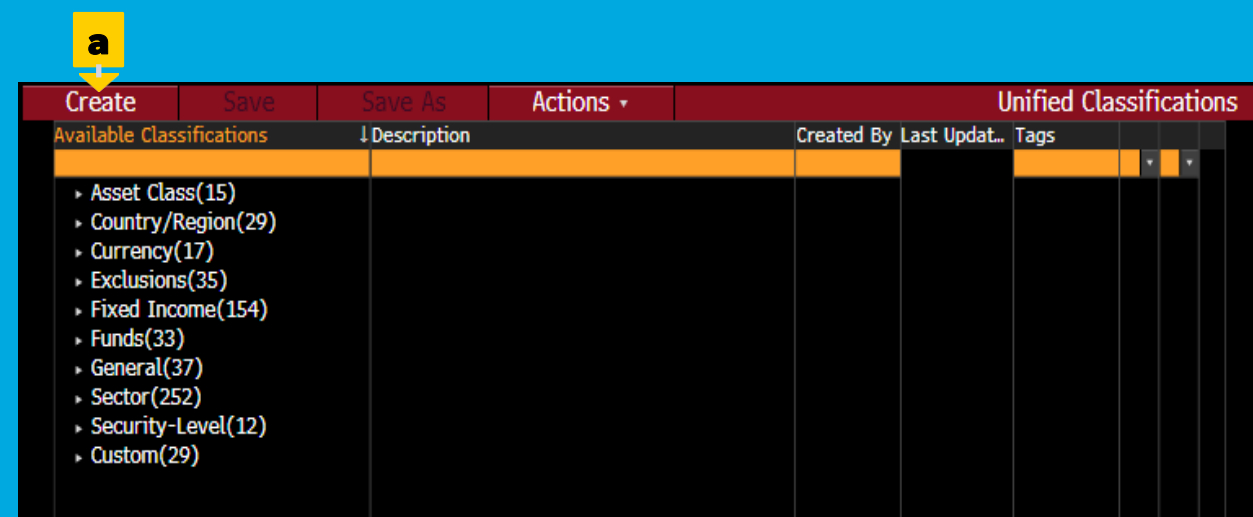 a
Create Save Save As Actions Unified Classifications
Available Classifications Description Created By Last Updat... Tags
Asset Class(15)
Country/Region(29)
Currency(17)
Exclusions(35)
Fixed Income(154)
Funds(33)
General(37)
Sector(252)
Security-Level(12)
Custom(29)